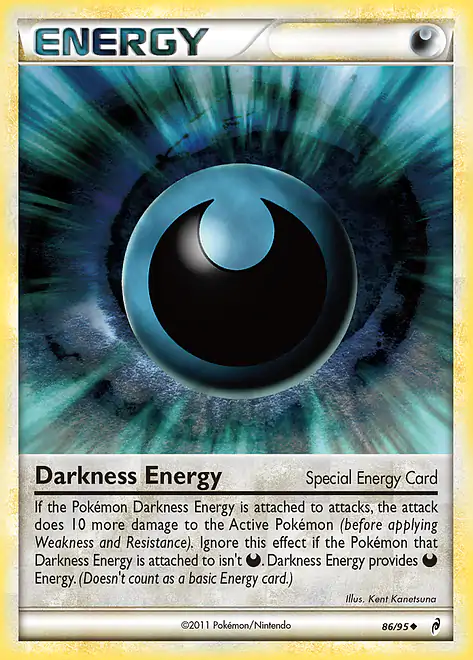 ENERGY
Darkness Energy Special Energy Card
If the Pokémon Darkness Energy is attached to attacks, the attack
does 10 more damage to the Active Pokémon (before applying
Weakness and Resistance). Ignore this effect if the Pokémon that
Darkness Energy is attached to isn't . Darkness Energy provides
Energy. (Doesn't count as a basic Energy card.)
Illus. Kent Kanetsuna
©2011 Pokémon/Nintendo 86/95